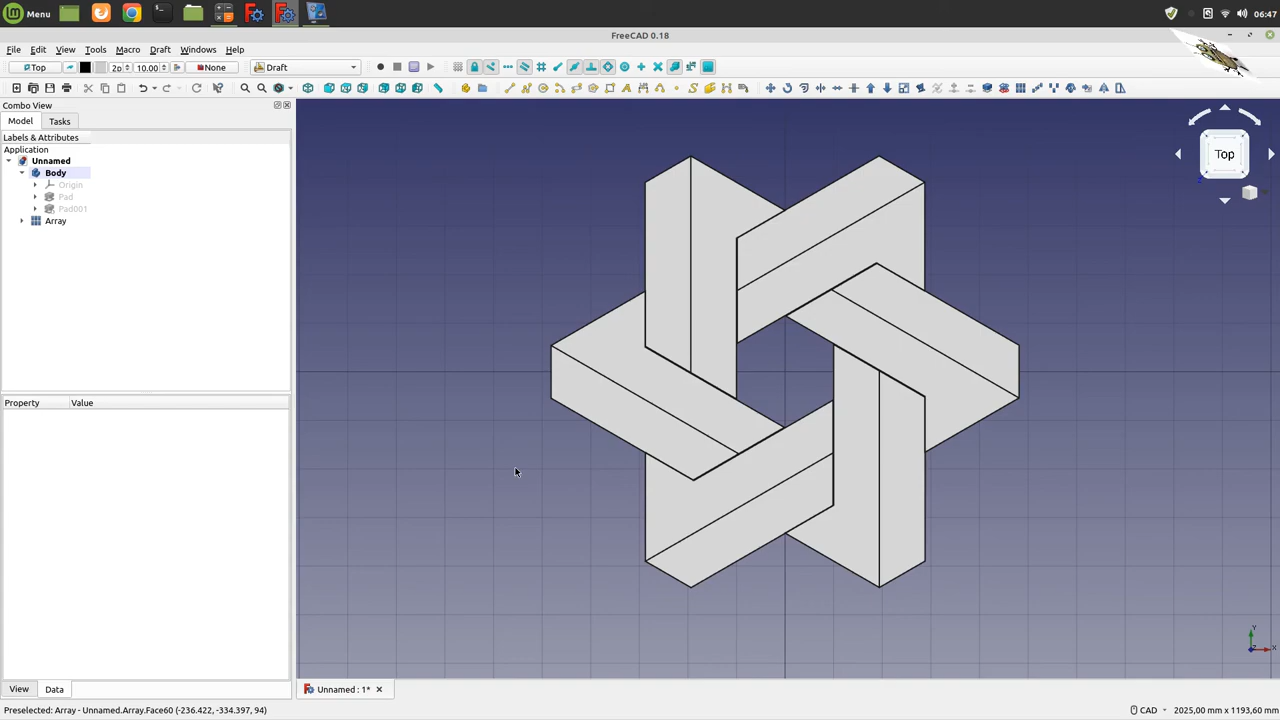 Menu
06:47
FreeCAD 0.18
File Edit View Tools Macro Draft Windows Help
Top 2p 10.00 None Draft
Combo View
Model Tasks
Labels & Attributes
Application
Unnamed
Body
Origin
Pad
Pad001
Array
Property Value
Top
Y
X
View Data
Unnamed : 1*
Preselected: Array - Unnamed.Array.Face60 (-236.422, -334.397, 94)
CAD 2025,00 mm x 1193,60 mm